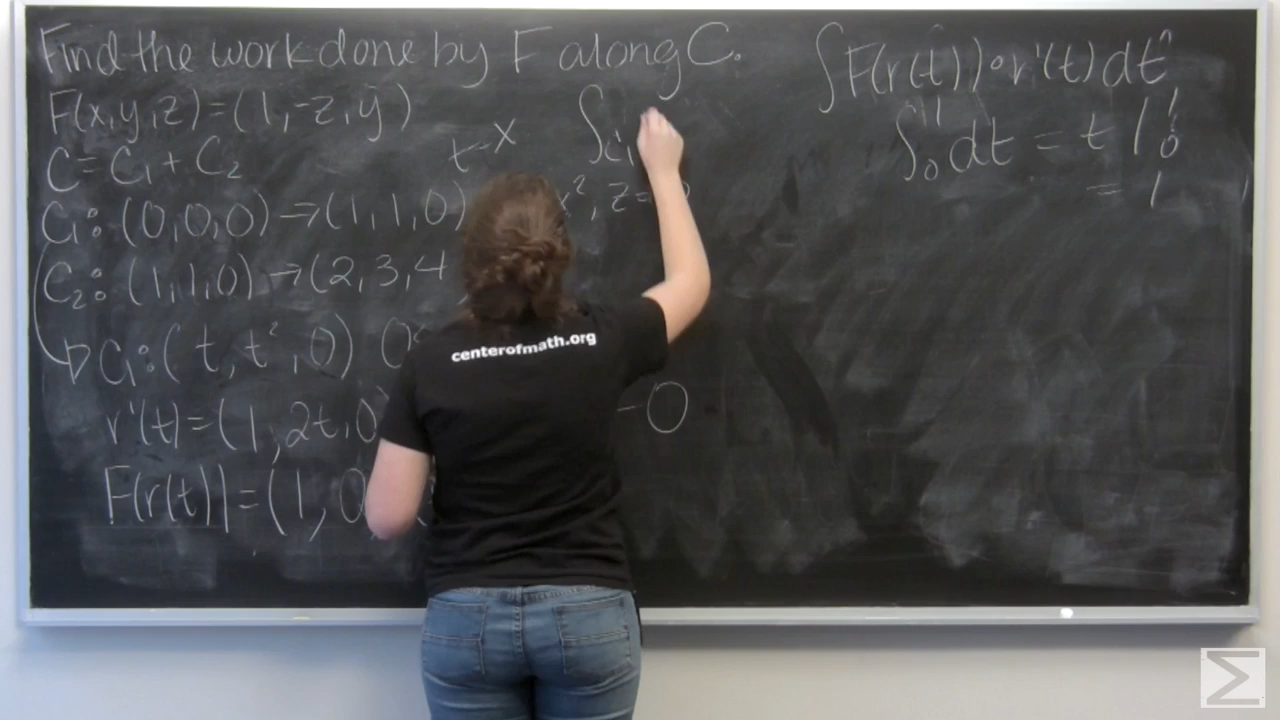 Find the work done by F along C.
F(x,y,z)=(1,-z,y)
C=C₁+C₂
C₁: (0,0,0)→(1,1,0)
x², z=
C₂: (1,1,0)→(2,3,4
C₁:(t,t²,0) 0
r'(t)=(1,2t,0
-0
F(r(t))=(1,0
t=x
∫C₁
∫F(r(t))∘r'(t)dt
∫₀¹dt = t |₀¹
= 1
centerofmath.org
Σ